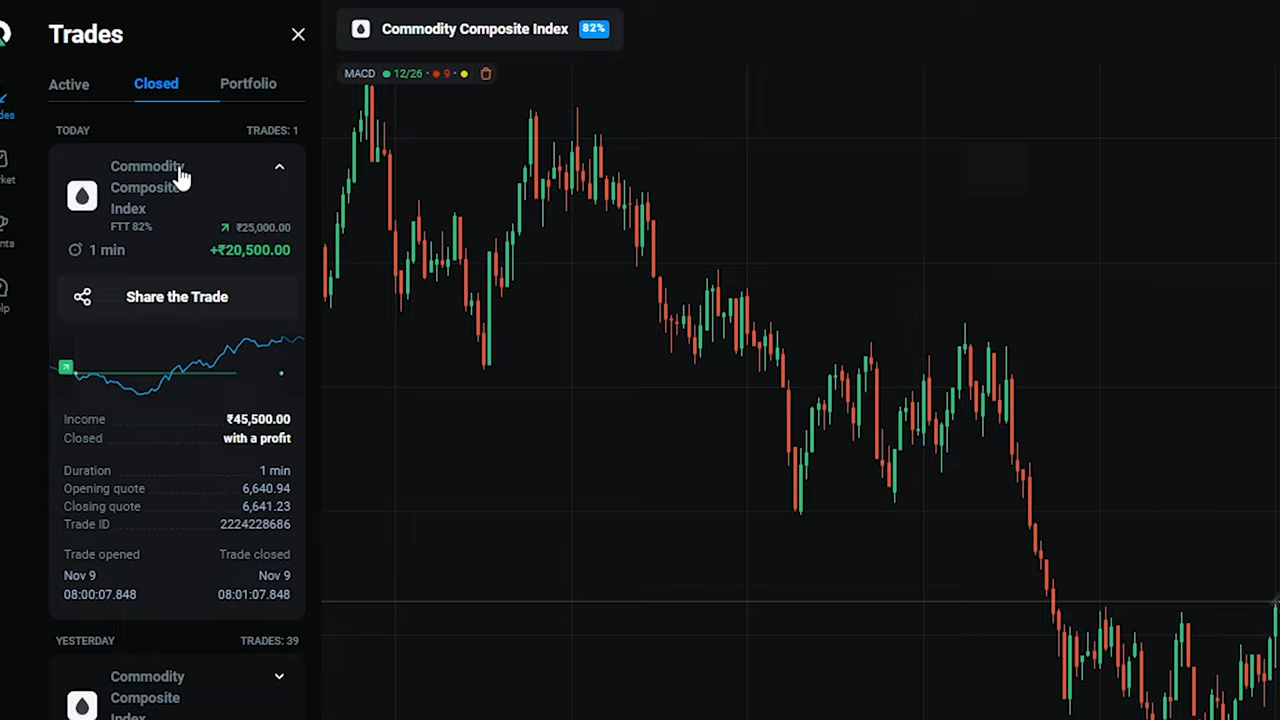 Trades
Active
Closed
Portfolio
TODAY
TRADES: 1
Commodity
Composite
Index
FTT 82%
₹25,000.00
1 min
+₹20,500.00
Share the Trade
Income
₹45,500.00
Closed
with a profit
Duration
1 min
Opening quote
6,640.94
Closing quote
6,641.23
Trade ID
2224228686
Trade opened
Trade closed
Nov 9
Nov 9
08:00:07.848
08:01:07.848
YESTERDAY
TRADES: 39
Commodity
Composite
Index
Commodity Composite Index 82%
MACD 12/26 · 9 ·